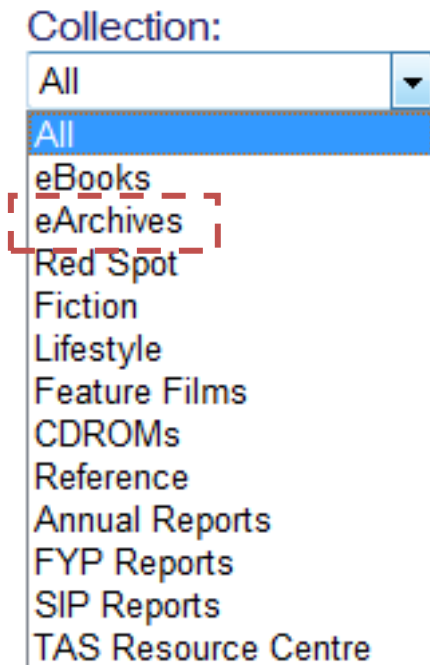 Collection:
All
All
eBooks
eArchives
Red Spot
Fiction
Lifestyle
Feature Films
CDROMs
Reference
Annual Reports
FYP Reports
SIP Reports
TAS Resource Centre